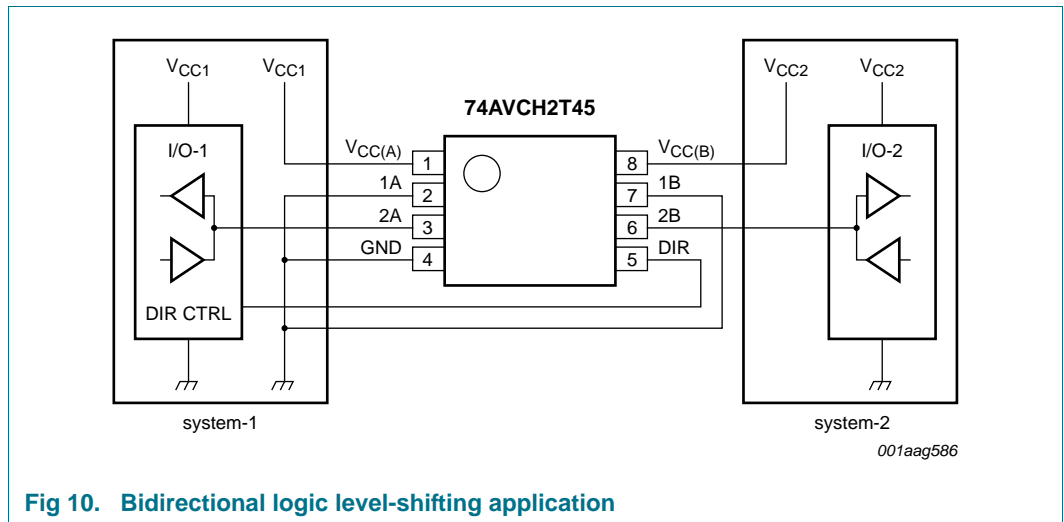 VCC1 VCC1
VCC2 VCC2
74AVCH2T45
I/O-1
I/O-2
VCC(A) 1
8 VCC(B)
1A 2
7 1B
2A 3
6 2B
GND 4
5 DIR
DIR CTRL
system-1
system-2
001aag586
Fig 10. Bidirectional logic level-shifting application